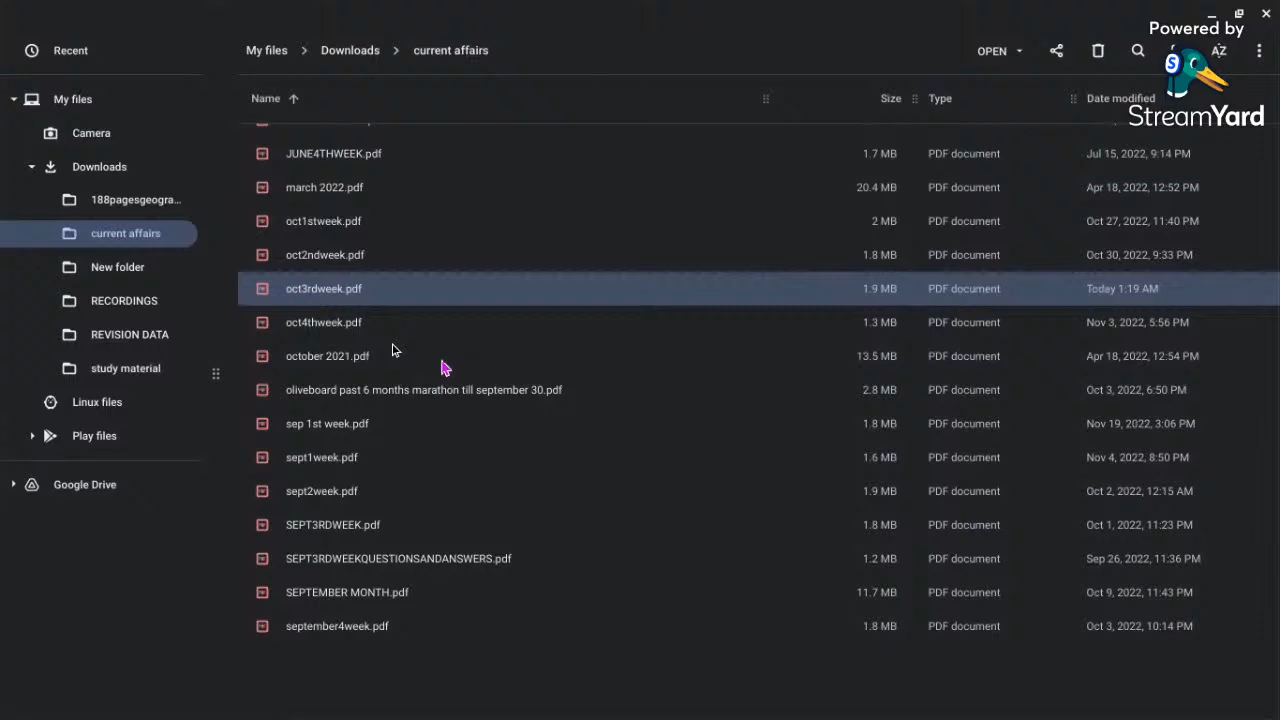 Powered by
StreamYard
Recent
My files > Downloads > current affairs
OPEN
AZ
Name Size Type Date modified
My files
Camera
Downloads
188pagesgeogra...
current affairs
New folder
RECORDINGS
REVISION DATA
study material
Linux files
Play files
Google Drive
JUNE4THWEEK.pdf 1.7 MB PDF document Jul 15, 2022, 9:14 PM
march 2022.pdf 20.4 MB PDF document Apr 18, 2022, 12:52 PM
oct1stweek.pdf 2 MB PDF document Oct 27, 2022, 11:40 PM
oct2ndweek.pdf 1.8 MB PDF document Oct 30, 2022, 9:33 PM
oct3rdweek.pdf 1.9 MB PDF document Today 1:19 AM
oct4thweek.pdf 1.3 MB PDF document Nov 3, 2022, 5:56 PM
october 2021.pdf 13.5 MB PDF document Apr 18, 2022, 12:54 PM
oliveboard past 6 months marathon till september 30.pdf 2.8 MB PDF document Oct 3, 2022, 6:50 PM
sep 1st week.pdf 1.8 MB PDF document Nov 19, 2022, 3:06 PM
sept1week.pdf 1.6 MB PDF document Nov 4, 2022, 8:50 PM
sept2week.pdf 1.9 MB PDF document Oct 2, 2022, 12:15 AM
SEPT3RDWEEK.pdf 1.8 MB PDF document Oct 1, 2022, 11:23 PM
SEPT3RDWEEKQUESTIONSANDANSWERS.pdf 1.2 MB PDF document Sep 26, 2022, 11:36 PM
SEPTEMBER MONTH.pdf 11.7 MB PDF document Oct 9, 2022, 11:43 PM
september4week.pdf 1.8 MB PDF document Oct 3, 2022, 10:14 PM